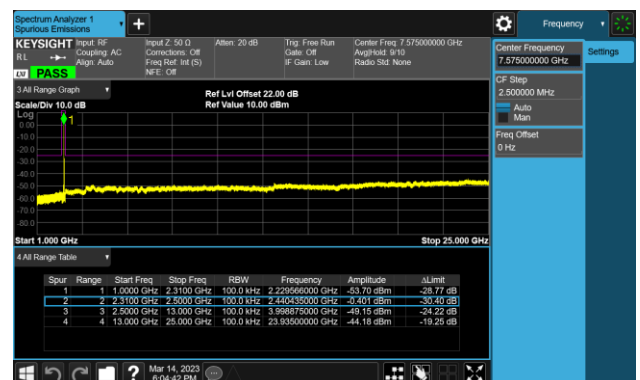 Spectrum Analyzer 1
Spurious Emissions
Frequency
KEYSIGHT
RL
PASS
Input: RF
Coupling: AC
Align: Auto
Input Z: 50 Ω
Corrections: Off
Freq Ref: Int (S)
NFE: Off
Atten: 20 dB
Trig: Free Run
Gate: Off
IF Gain: Low
Center Freq: 7.575000000 GHz
Avg|Hold: 9/10
Radio Std: None
Center Frequency
7.575000000 GHz
Settings
CF Step
2.500000 MHz
Auto
Man
Freq Offset
0 Hz
3 All Range Graph
Scale/Div 10.0 dB
Ref Lvl Offset 22.00 dB
Ref Value 10.00 dBm
Log
0.00
-10.0
-20.0
-30.0
-40.0
-50.0
-60.0
-70.0
-80.0
1
Start 1.000 GHz
Stop 25.000 GHz
4 All Range Table
Spur Range Start Freq Stop Freq RBW Frequency Amplitude ΔLimit
1 1 1.0000 GHz 2.3100 GHz 100.0 kHz 2.229566000 GHz -53.70 dBm -28.77 dB
2 2 2.3100 GHz 2.5000 GHz 100.0 kHz 2.440435000 GHz -0.401 dBm -30.40 dB
3 3 2.5000 GHz 13.000 GHz 100.0 kHz 3.998875000 GHz -49.15 dBm -24.22 dB
4 4 13.000 GHz 25.000 GHz 100.0 kHz 23.93500000 GHz -44.18 dBm -19.25 dB
Mar 14, 2023
6:04:42 PM